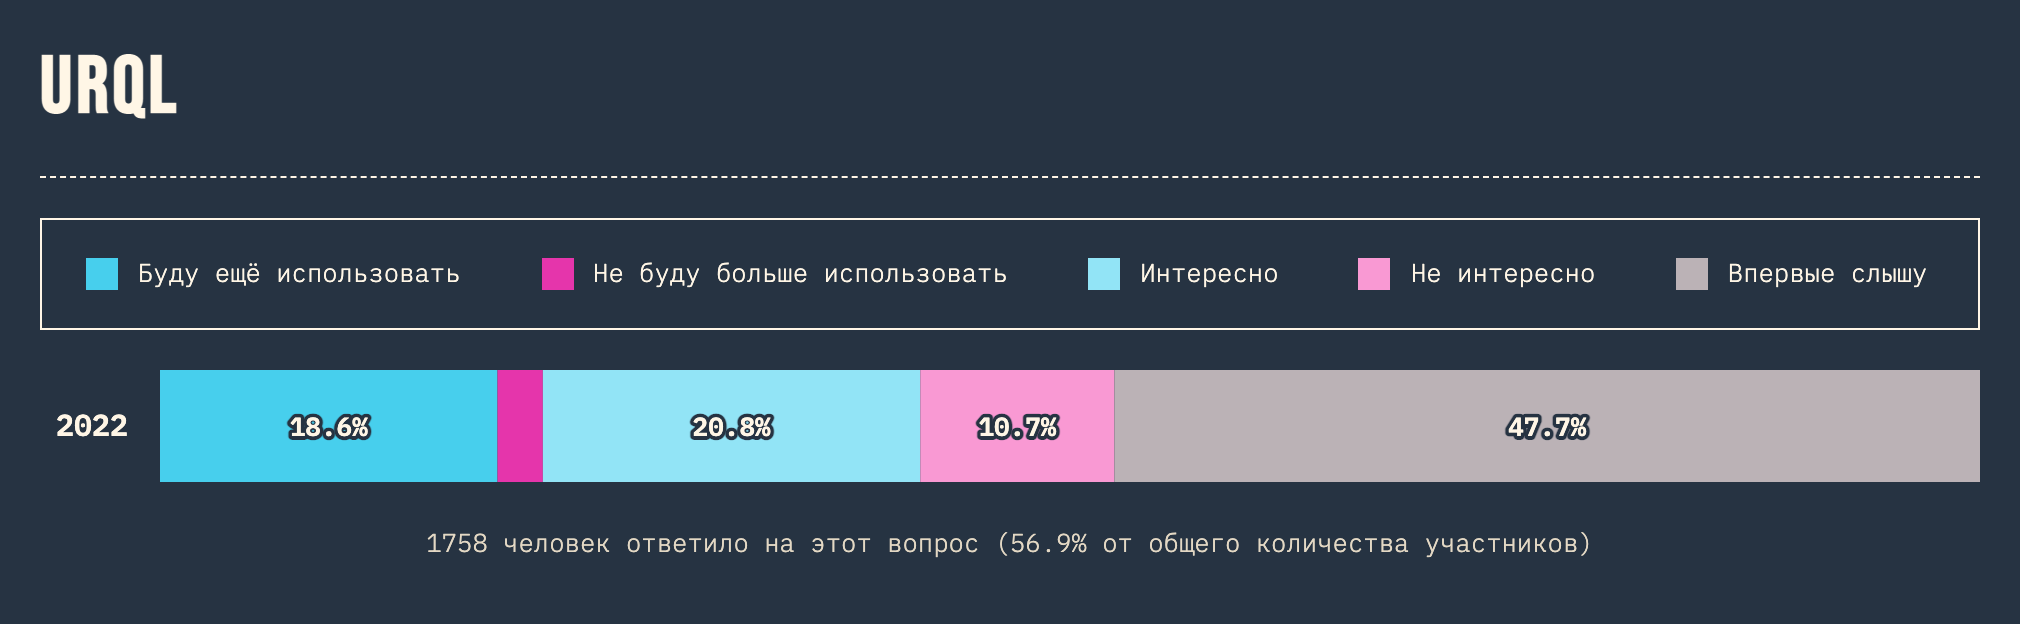 URQL
Буду ещё использовать Не буду больше использовать Интересно Не интересно Впервые слышу
2022 18.6% 20.8% 10.7% 47.7%
1758 человек ответило на этот вопрос (56.9% от общего количества участников)